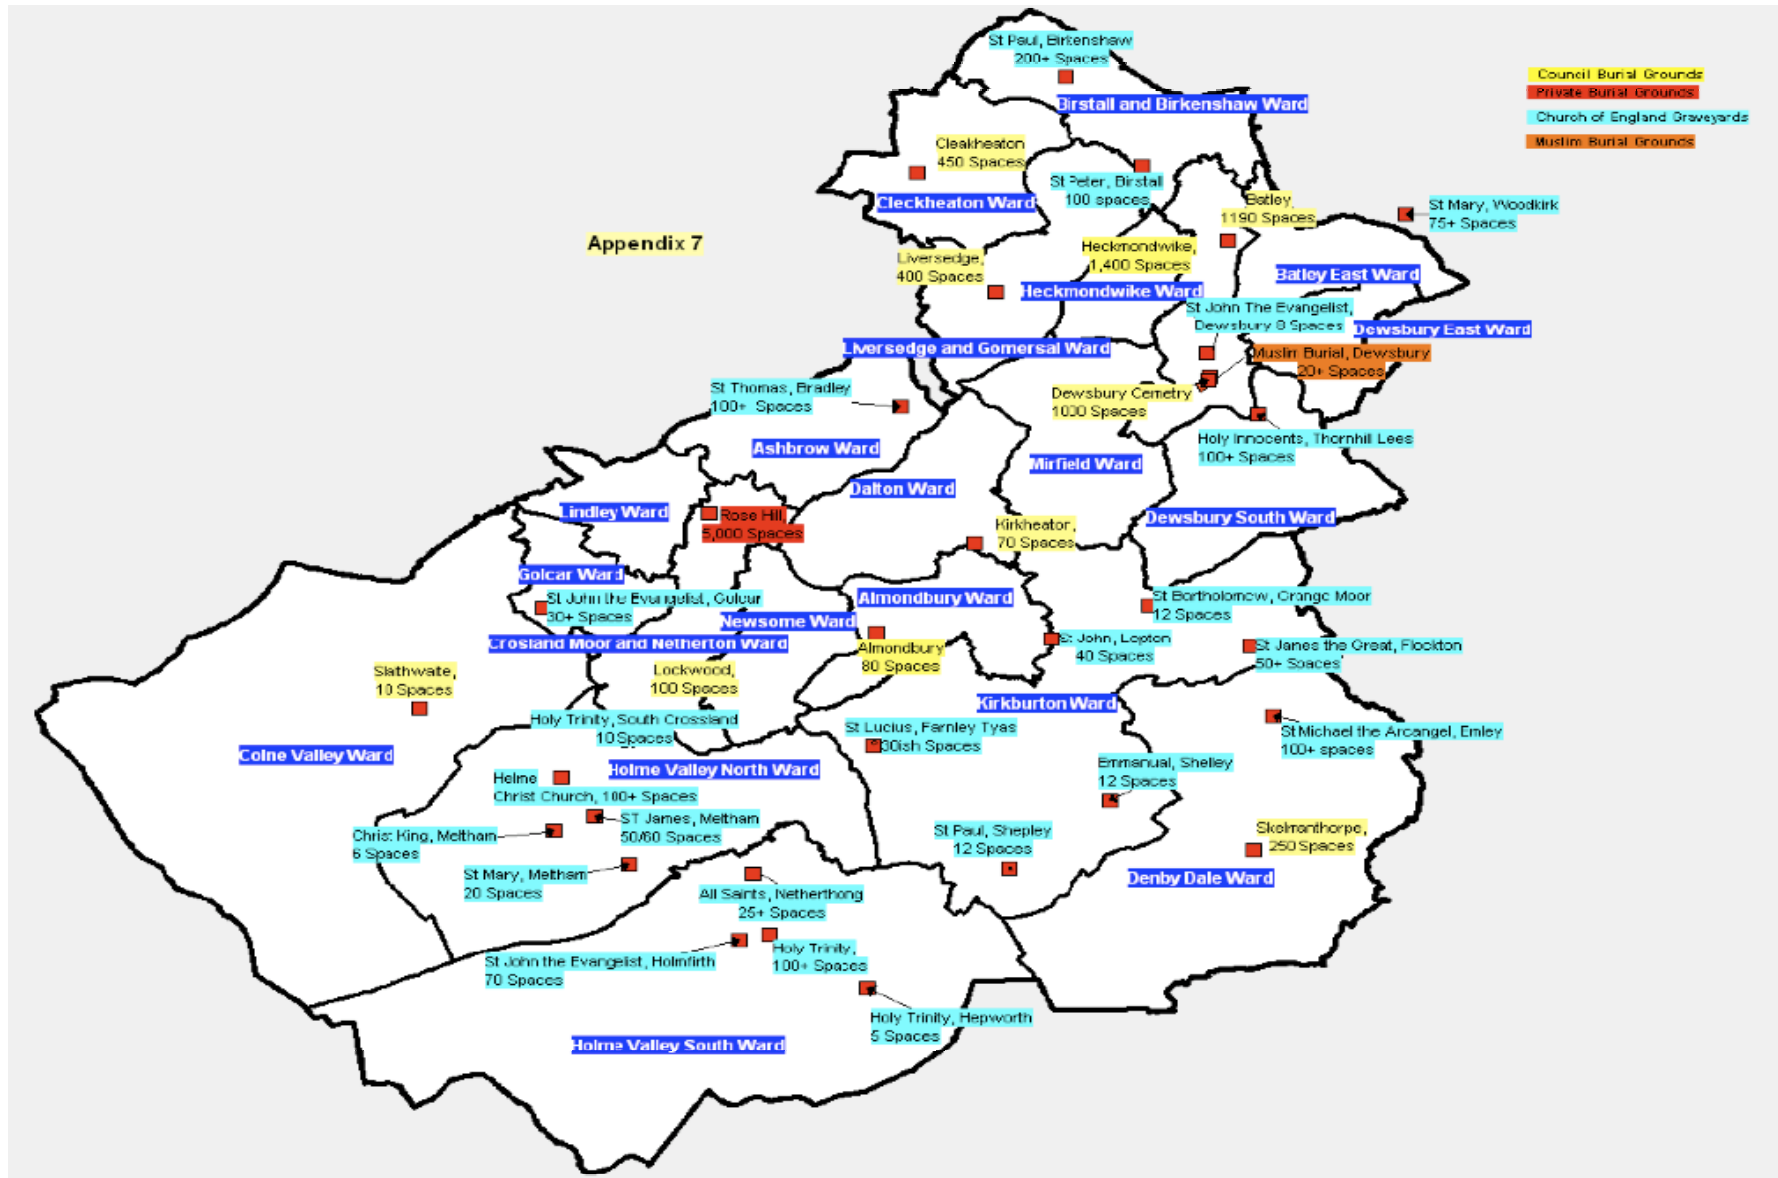 St Paul, Birkenshaw
200+ Spaces
Council Burial Grounds
Private Burial Grounds
Church of England Graveyards
Muslim Burial Grounds
Birstall and Birkenshaw Ward
Cleakheaton
450 Spaces
St Peter, Birstall
100 spaces
Cleckheaton Ward
Batley,
1190 Spaces
St Mary, Woodkirk
75+ Spaces
Appendix 7
Liversedge,
400 Spaces
Heckmondwike,
1,400 Spaces
Batley East Ward
Heckmondwike Ward
St John The Evangelist,
Dewsbury 8 Spaces
Dewsbury East Ward
Liversedge and Gomersal Ward
Muslim Burial, Dewsbury
20+ Spaces
St Thomas, Bradley
100+ Spaces
Dewsbury Cemetry
1000 Spaces
Holy Innocents, Thornhill Lees
100+ Spaces
Ashbrow Ward
Mirfield Ward
Dalton Ward
Lindley Ward
Rose Hill,
5,000 Spaces
Dewsbury South Ward
Kirkheaton,
70 Spaces
Golcar Ward
St John the Evangelist, Golcar
30+ Spaces
Almondbury Ward
St Bartholomew, Grange Moor
12 Spaces
Newsome Ward
Crosland Moor and Netherton Ward
Almondbury
80 Spaces
St John, Lepton
40 Spaces
St James the Great, Flockton
50+ Spaces
Slathwaite,
10 Spaces
Lockwood,
100 Spaces
Kirkburton Ward
Holy Trinity, South Crossland
10 Spaces
St Lucius, Farnley Tyas
30ish Spaces
St Michael the Arcangel, Emley
100+ spaces
Colne Valley Ward
Holme Valley North Ward
Emmanual, Shelley
12 Spaces
Helme
Christ Church, 100+ Spaces
ST James, Meltham
50/60 Spaces
Christ King, Meltham
6 Spaces
St Paul, Shepley
12 Spaces
Skelmanthorpe,
250 Spaces
St Mary, Meltham
20 Spaces
Denby Dale Ward
All Saints, Netherthong
25+ Spaces
Holy Trinity,
100+ Spaces
St John the Evangelist, Holmfirth
70 Spaces
Holy Trinity, Hepworth
5 Spaces
Holme Valley South Ward